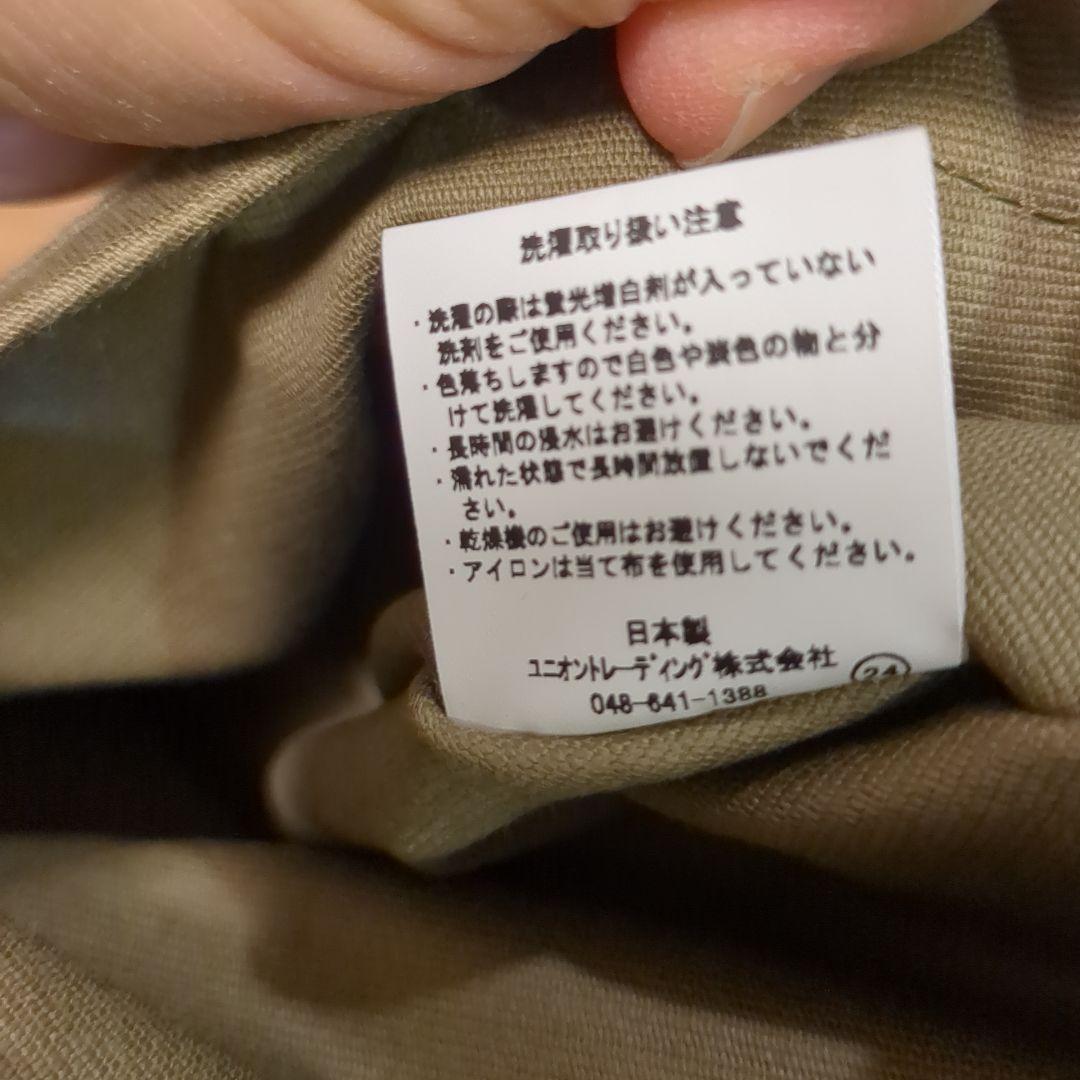 洗濯取り扱い注意
・洗濯の際は蛍光増白剤が入っていない
洗剤をご使用ください。
・色落ちしますので白色や淡色の物と分
けて洗濯してください。
・長時間の浸水はお避けください。
・濡れた状態で長時間放置しないでくだ
さい。
・乾燥機のご使用はお避けください。
・アイロンは当て布を使用してください。
日本製
ユニオントレーディング株式会社
048-641-1388
24